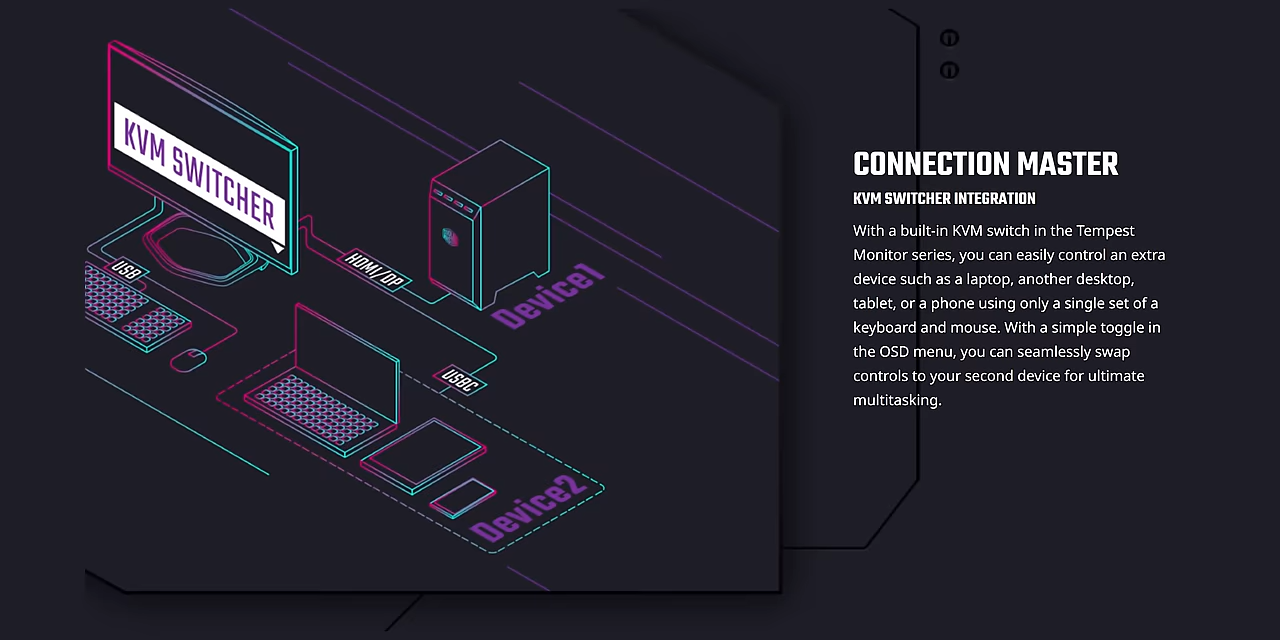 KVM SWITCHER
USB
HDMI/DP
Device1
USBC
Device2
CONNECTION MASTER
KVM SWITCHER INTEGRATION
With a built-in KVM switch in the Tempest
Monitor series, you can easily control an extra
device such as a laptop, another desktop,
tablet, or a phone using only a single set of a
keyboard and mouse. With a simple toggle in
the OSD menu, you can seamlessly swap
controls to your second device for ultimate
multitasking.